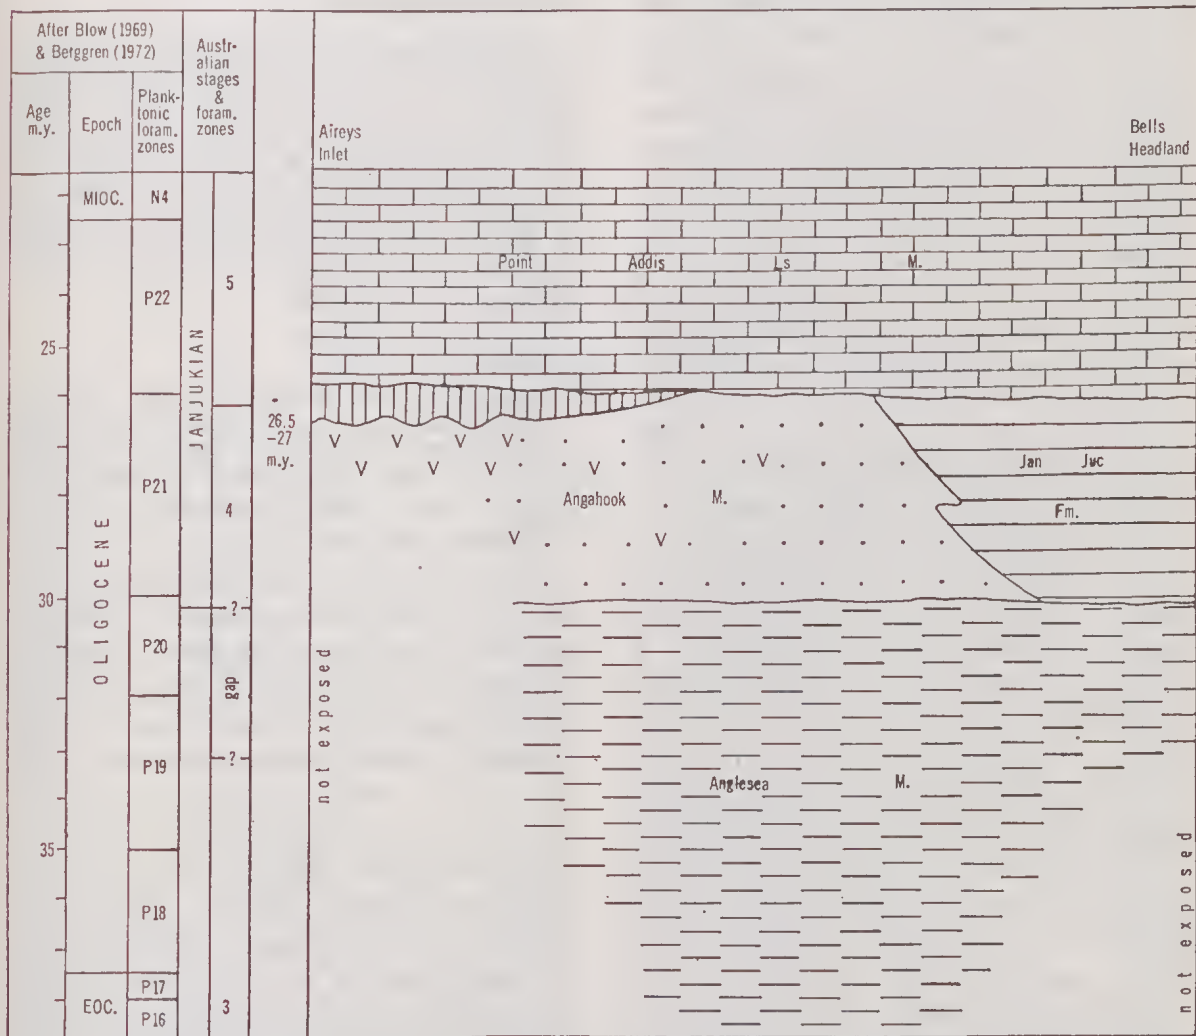 After Blow (1969)
& Berggren (1972)
Age
m.y.
Epoch
Plank-
tonic
foram.
zones
Austr-
alian
stages
&
foram.
zones
Aireys
Inlet
Bells
Headland
MIOC.
N4
Point Addis Ls M.
P22
5
25
JANJUKIAN
26.5
-27
m.y.
V V V V
V V V V V
Jan Juc
Angahook M.
Fm.
P21
4
V V
OLIGOCENE
30
?
P20
gap
not exposed
?
P19
Anglesea M.
35
P18
not exposed
P17
EOC.
3
P16